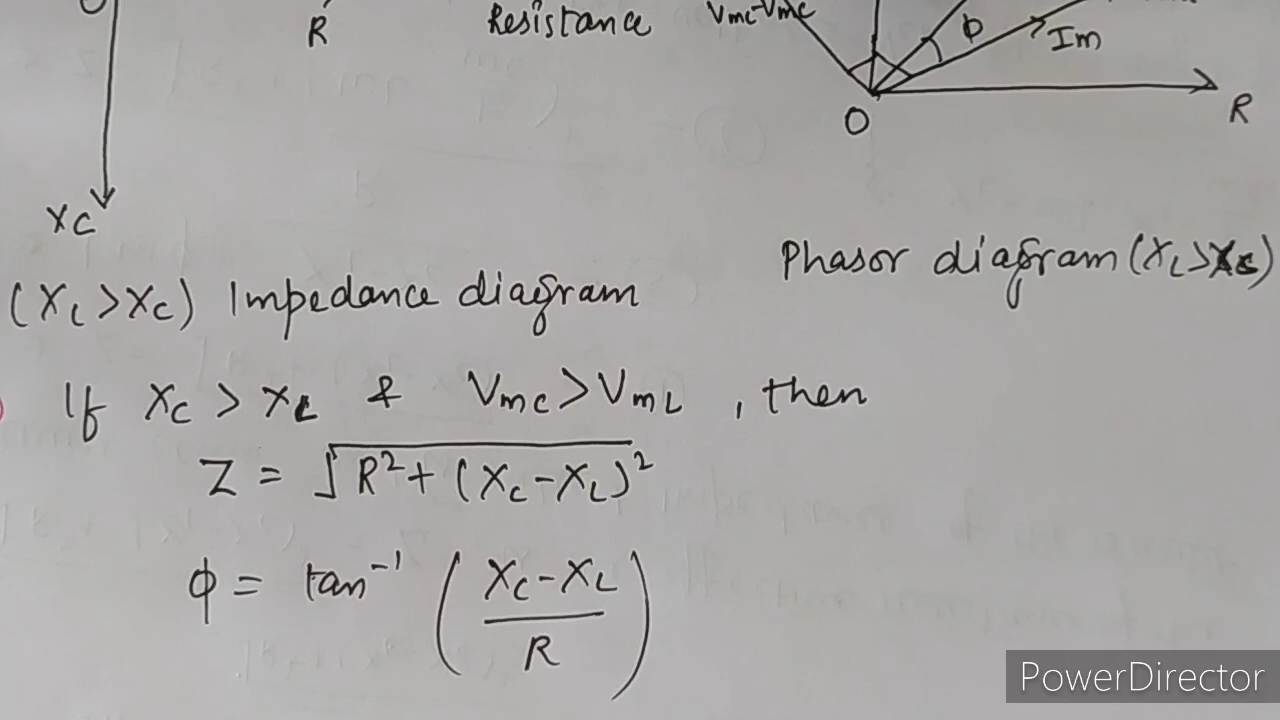 R
Resistance
Vmc-Vmc
Φ
Im
O
R
XC
Phasor diagram (XL>XC)
(XL>XC) Impedance diagram
If XC > XL & Vmc > VmL , then
Z = √R²+ (XC-XL)²
Φ = tan⁻¹ (XC-XL / R)
PowerDirector